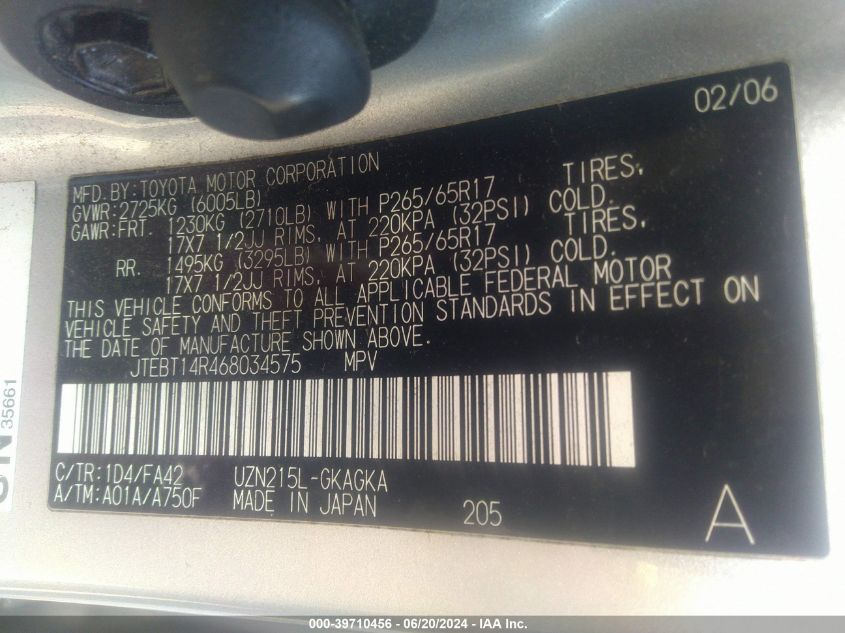 02/06
MFD.BY:TOYOTA MOTOR CORPORATION
GVWR:2725KG (6005LB)
GAWR:FRT. 1230KG (2710LB) WITH P265/65R17 TIRES,
17X7 1/2JJ RIMS, AT 220KPA (32PSI) COLD.
RR. 1495KG (3295LB) WITH P265/65R17 TIRES,
17X7 1/2JJ RIMS, AT 220KPA (32PSI) COLD.
THIS VEHICLE CONFORMS TO ALL APPLICABLE FEDERAL MOTOR
VEHICLE SAFETY AND THEFT PREVENTION STANDARDS IN EFFECT ON
THE DATE OF MANUFACTURE SHOWN ABOVE.
JTEBT14R468034575 MPV
C/TR:1D4/FA42 UZN215L-GKAGKA
A/TM:A01A/A750F MADE IN JAPAN 205
A
35661
000-39710456 - 06/20/2024 - IAA Inc.